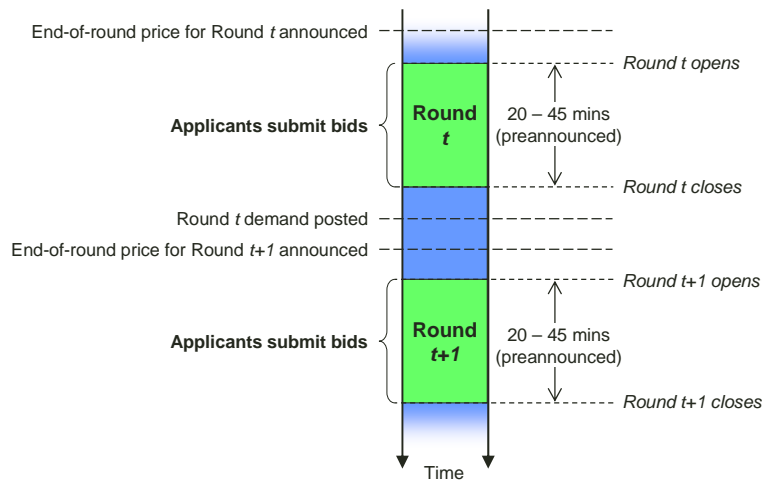 End-of-round price for Round t announced
Round t opens
Round
t
20 – 45 mins
(preannounced)
Applicants submit bids
Round t closes
Round t demand posted
End-of-round price for Round t+1 announced
Round t+1 opens
Round
t+1
20 – 45 mins
(preannounced)
Applicants submit bids
Round t+1 closes
Time